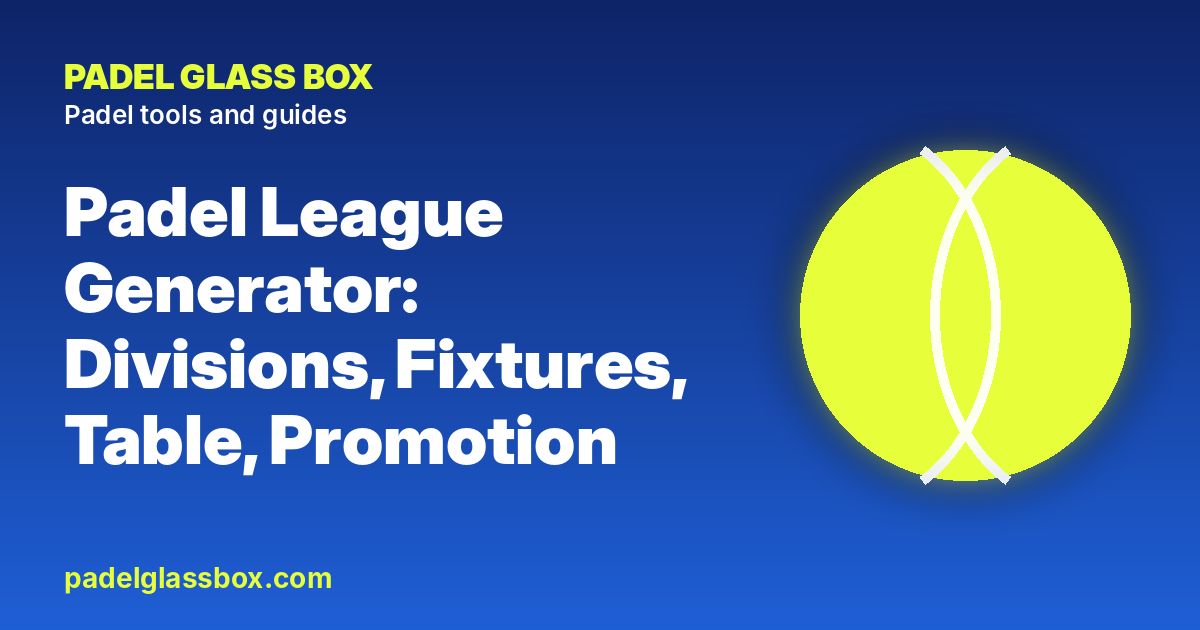 PADEL GLASS BOX
Padel tools and guides
Padel League
Generator:
Divisions, Fixtures,
Table, Promotion
padelglassbox.com